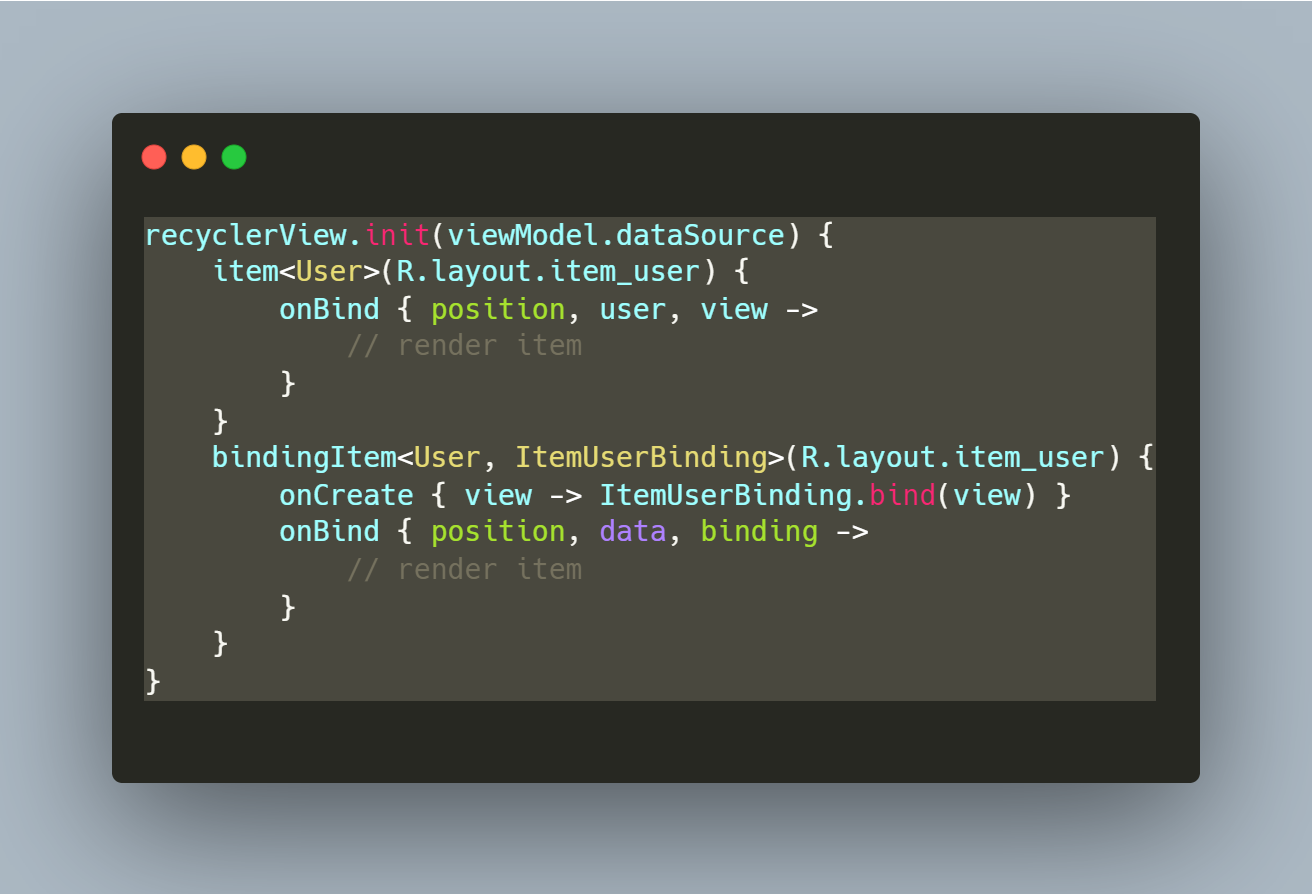 recyclerView.init(viewModel.dataSource) {
    item<User>(R.layout.item_user) {
        onBind { position, user, view ->
            // render item
        }
    }
    bindingItem<User, ItemUserBinding>(R.layout.item_user) {
        onCreate { view -> ItemUserBinding.bind(view) }
        onBind { position, data, binding ->
            // render item
        }
    }
}